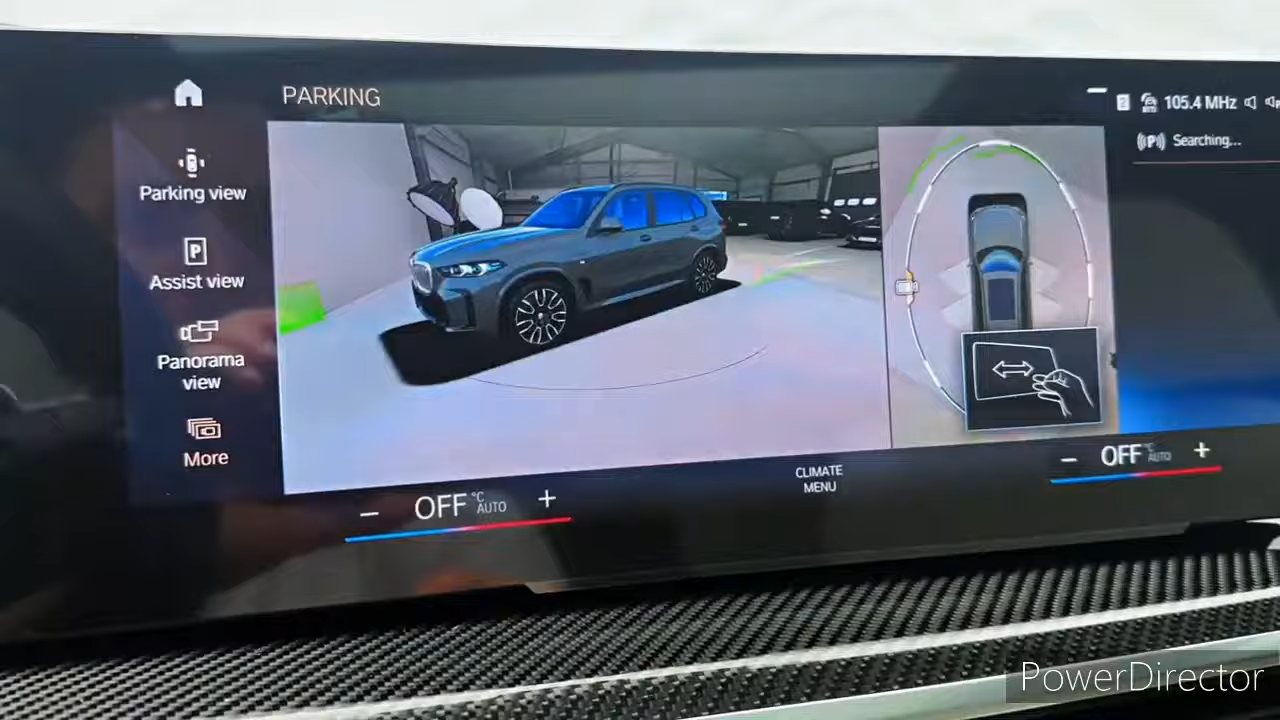 PARKING
2
105.4 MHz
Searching...
Parking view
P
Assist view
Panorama
view
More
CLIMATE
MENU
− OFF °C AUTO +
− OFF °C AUTO +
PowerDirector